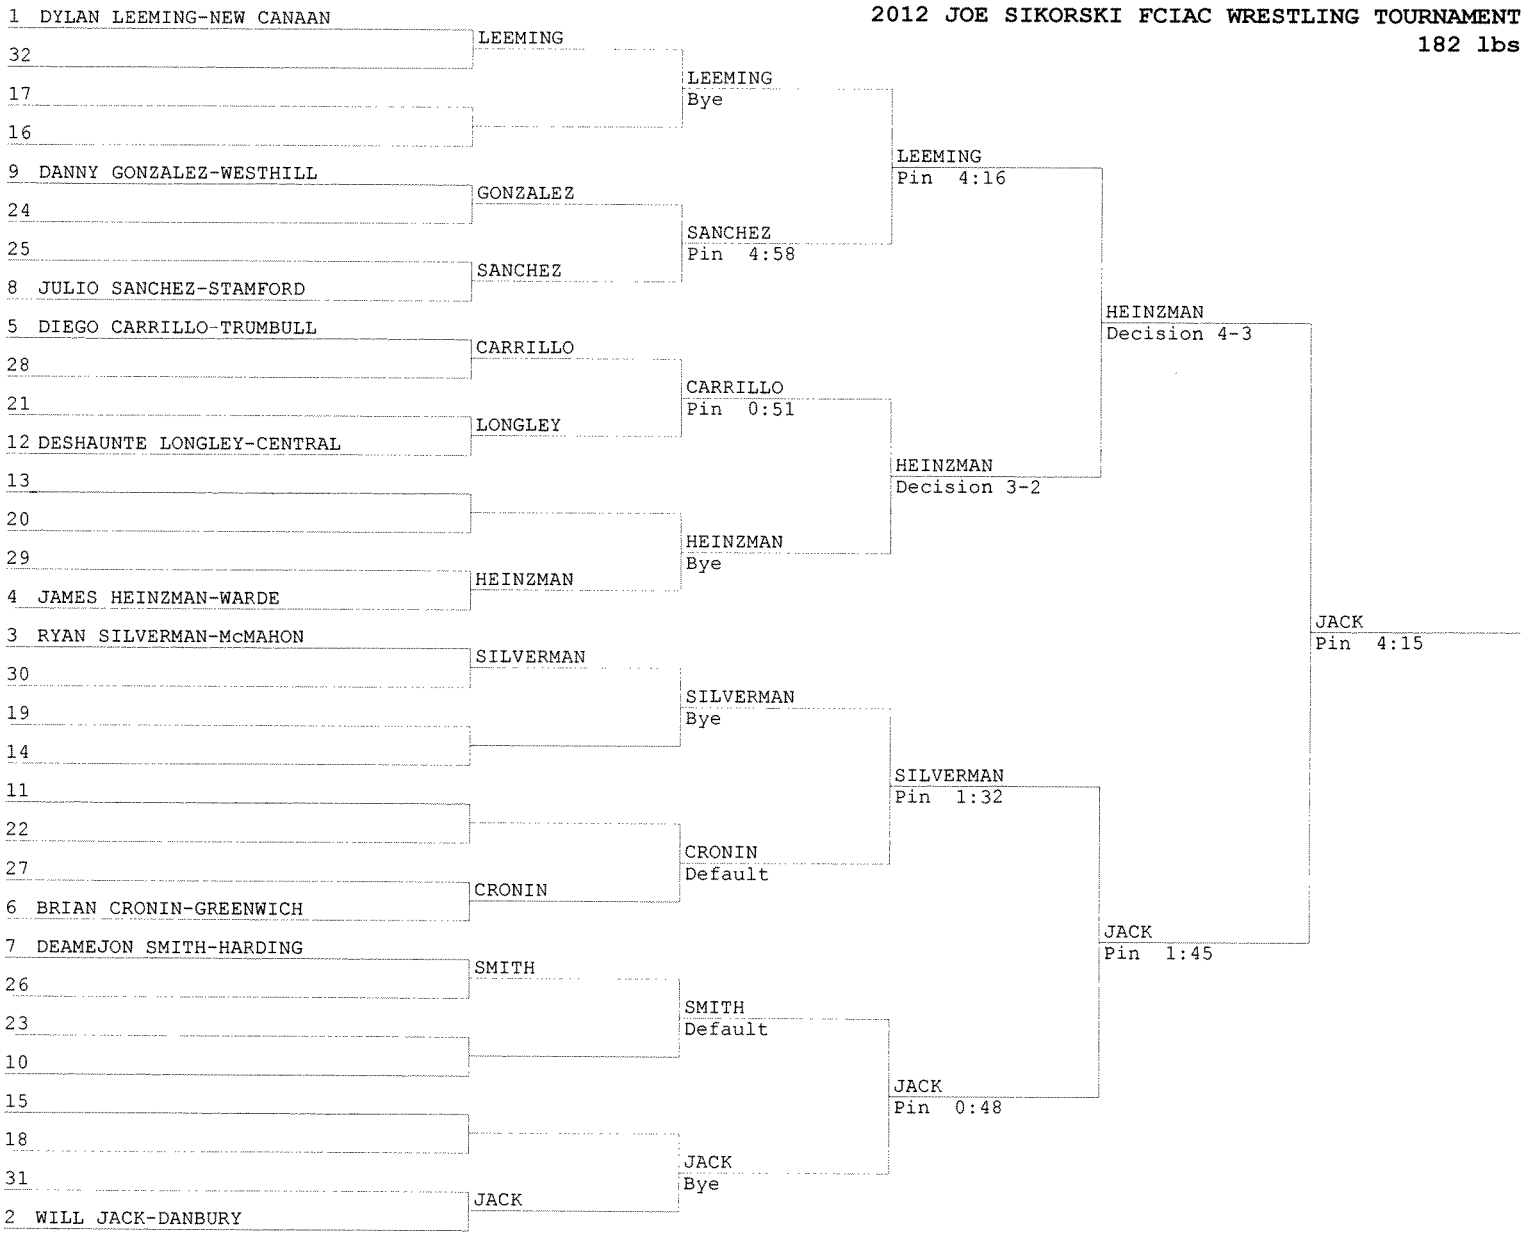 2012 JOE SIKORSKI FCIAC WRESTLING TOURNAMENT
182 lbs
1 DYLAN LEEMING-NEW CANAAN
32
17
16
9 DANNY GONZALEZ-WESTHILL
24
25
8 JULIO SANCHEZ-STAMFORD
5 DIEGO CARRILLO-TRUMBULL
28
21
12 DESHAUNTE LONGLEY-CENTRAL
13
20
29
4 JAMES HEINZMAN-WARDE
3 RYAN SILVERMAN-McMAHON
30
19
14
11
22
27
6 BRIAN CRONIN-GREENWICH
7 DEAMEJON SMITH-HARDING
26
23
10
15
18
31
2 WILL JACK-DANBURY
LEEMING
GONZALEZ
SANCHEZ
CARRILLO
LONGLEY
HEINZMAN
SILVERMAN
CRONIN
SMITH
JACK
LEEMING
Bye
SANCHEZ
Pin 4:58
CARRILLO
Pin 0:51
HEINZMAN
Bye
SILVERMAN
Bye
CRONIN
Default
SMITH
Default
JACK
Bye
LEEMING
Pin 4:16
HEINZMAN
Decision 3-2
SILVERMAN
Pin 1:32
JACK
Pin 0:48
HEINZMAN
Decision 4-3
JACK
Pin 1:45
JACK
Pin 4:15